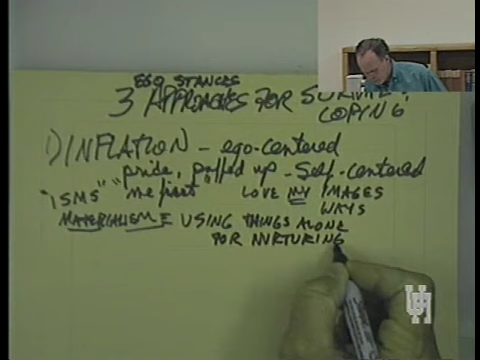 EGO STANCES
3 APPROACHES FOR SURVIVE:
COPING
1) INFLATION - ego-centered
pride, puffed up - Self-centered
"ISMS" "me first" LOVE MY IMAGES
WAYS
MATERIALISM = USING THINGS ALONE
FOR NURTURING
UH